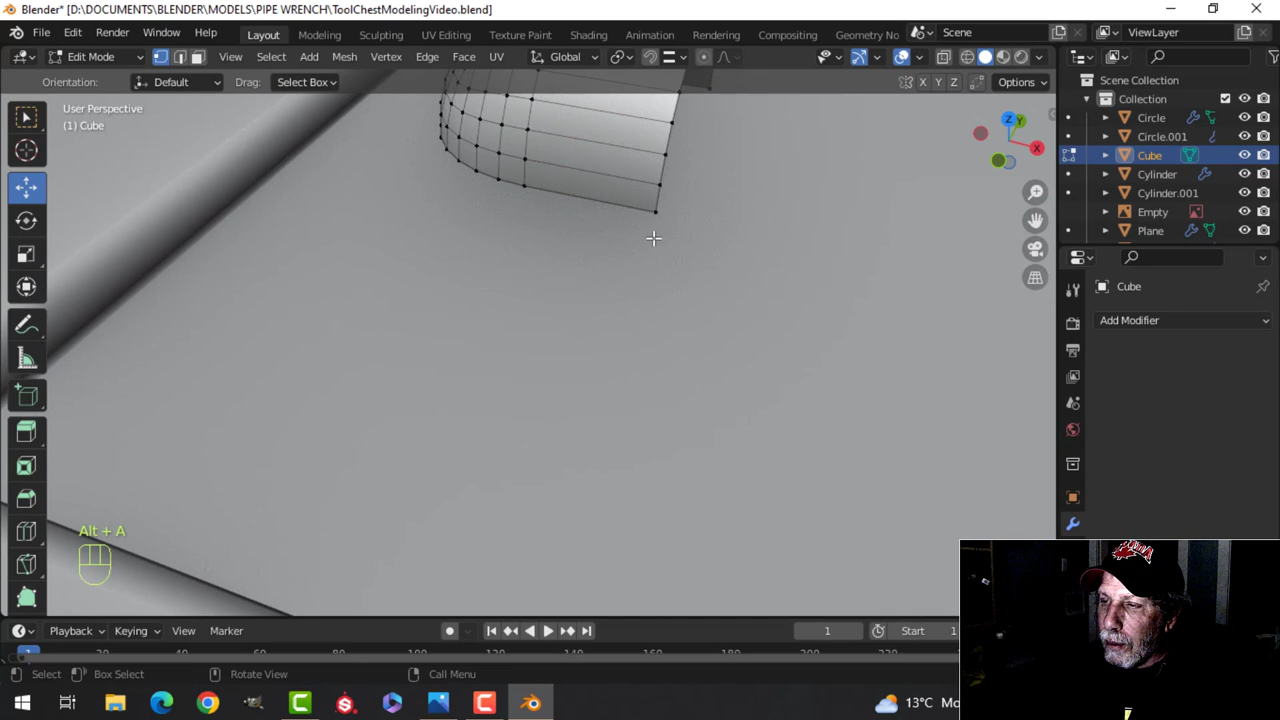 Blender* [D:\DOCUMENTS\BLENDER\MODELS\PIPE WRENCH\ToolChestModelingVideo.blend]
File Edit Render Window Help Layout Modeling Sculpting UV Editing Texture Paint Shading Animation Rendering Compositing Geometry No Scene ViewLayer
Edit Mode View Select Add Mesh Vertex Edge Face UV Global
Orientation: Default Drag: Select Box X Y Z Options
User Perspective
(1) Cube
Z
Y
X
Scene Collection
Collection
Circle
Circle.001
Cube
Cylinder
Cylinder.001
Empty
Plane
Cube
Add Modifier
Alt + A
Playback Keying View Marker 1 Start 1
Select Box Select Rotate View Call Menu
13°C